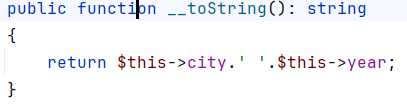 public function __toString(): string
{
    return $this->city.' '.$this->year;
}